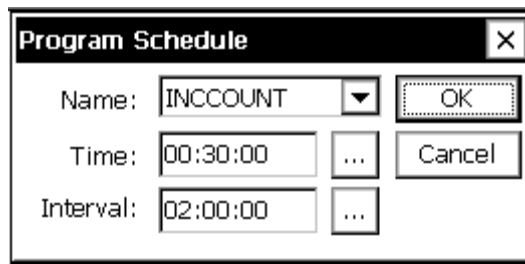 Program Schedule
Name: INCCOUNT OK
Time: 00:30:00 ... Cancel
Interval: 02:00:00 ...